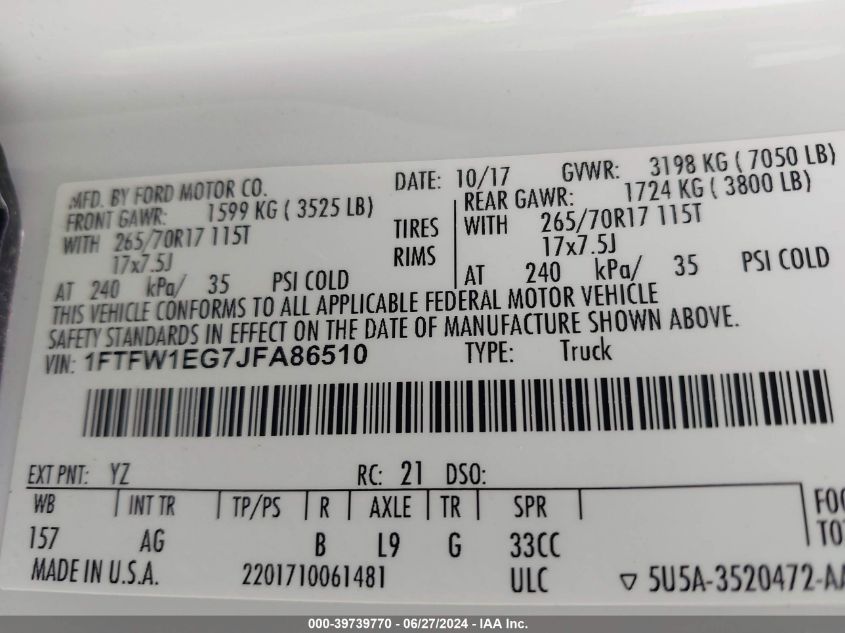 MFD. BY FORD MOTOR CO. DATE: 10/17 GVWR: 3198 KG ( 7050 LB)
FRONT GAWR: 1599 KG ( 3525 LB) REAR GAWR: 1724 KG ( 3800 LB)
WITH 265/70R17 115T TIRES WITH 265/70R17 115T
17x7.5J RIMS 17x7.5J
AT 240 kPa/ 35 PSI COLD AT 240 kPa/ 35 PSI COLD
THIS VEHICLE CONFORMS TO ALL APPLICABLE FEDERAL MOTOR VEHICLE
SAFETY STANDARDS IN EFFECT ON THE DATE OF MANUFACTURE SHOWN ABOVE.
VIN: 1FTFW1EG7JFA86510 TYPE: Truck
EXT PNT: YZ RC: 21 DSO:
WB INT TR TP/PS R AXLE TR SPR
157 AG B L9 G 33CC
MADE IN U.S.A. 2201710061481 ULC ▽ 5U5A-3520472-AA
000-39739770 - 06/27/2024 - IAA Inc.